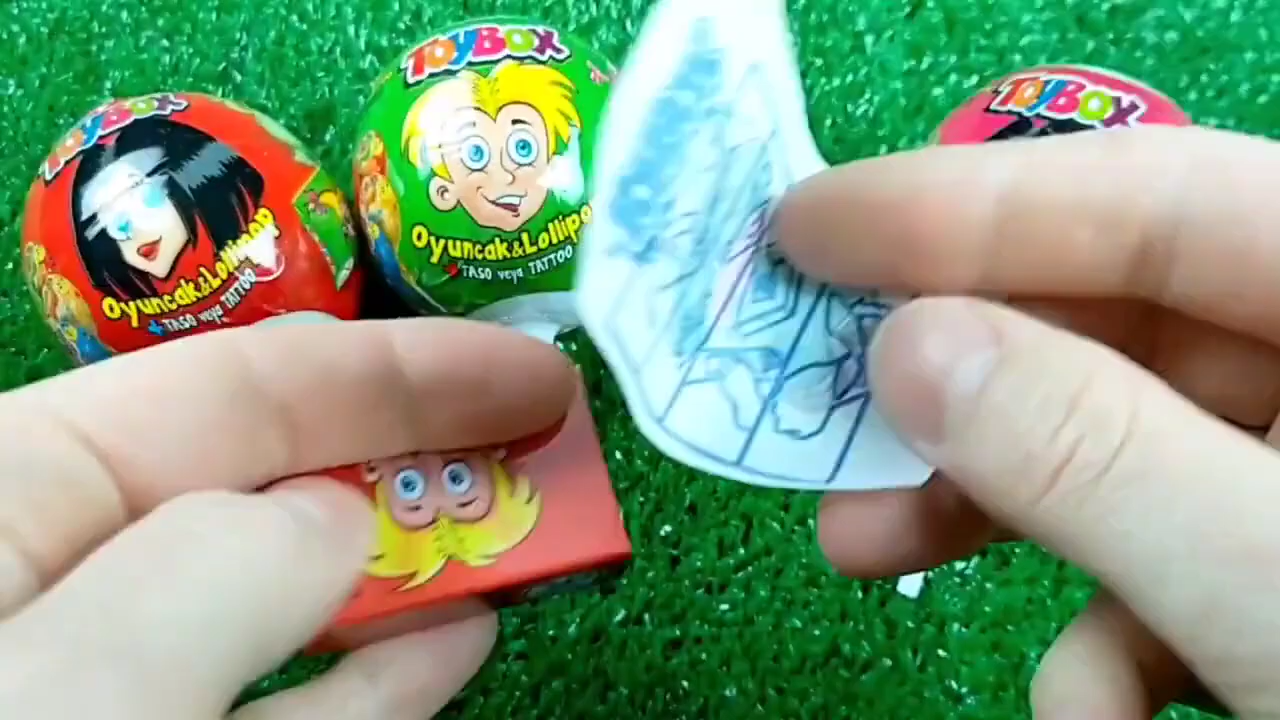 ToyBox
Oyuncak&Lollipop
+ TASO veya TATTOO
ToyBox
Oyuncak&Lollipo
+ TASO veya TATTOO
ToyBox